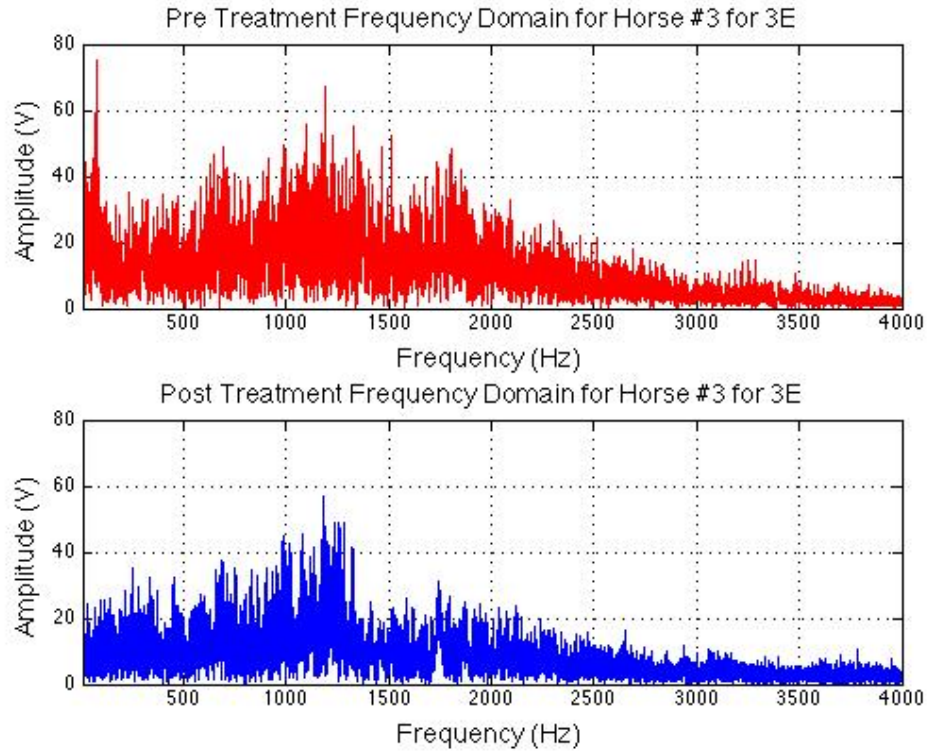 Pre Treatment Frequency Domain for Horse #3 for 3E
80
60
40
20
0
Amplitude (V)
500 1000 1500 2000 2500 3000 3500 4000
Frequency (Hz)
Post Treatment Frequency Domain for Horse #3 for 3E
80
60
40
20
0
Amplitude (V)
500 1000 1500 2000 2500 3000 3500 4000
Frequency (Hz)